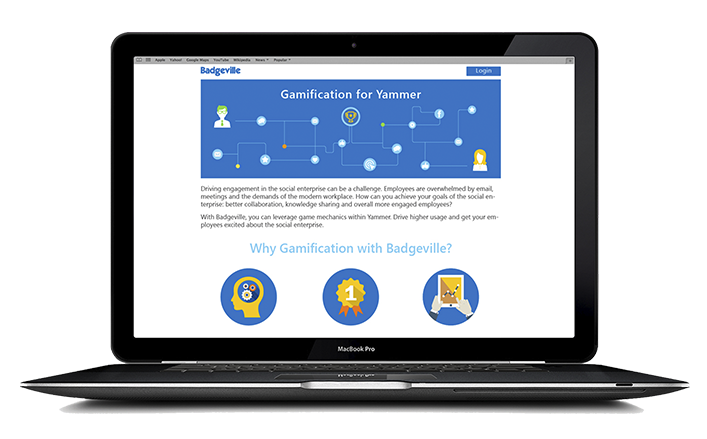 Apple Yahoo! Google Maps YouTube Wikipedia News Popular
Badgeville
Login
Gamification for Yammer
Driving engagement in the social enterprise can be a challenge. Employees are overwhelmed by email,
meetings and the demands of the modern workplace. How can you achieve your goals of the social en-
terprise: better collaboration, knowledge sharing and overall more engaged employees?
With Badgeville, you can leverage game mechanics within Yammer. Drive higher usage and get your em-
ployees excited about the social enterprise.
Why Gamification with Badgeville?
1
MacBook Pro